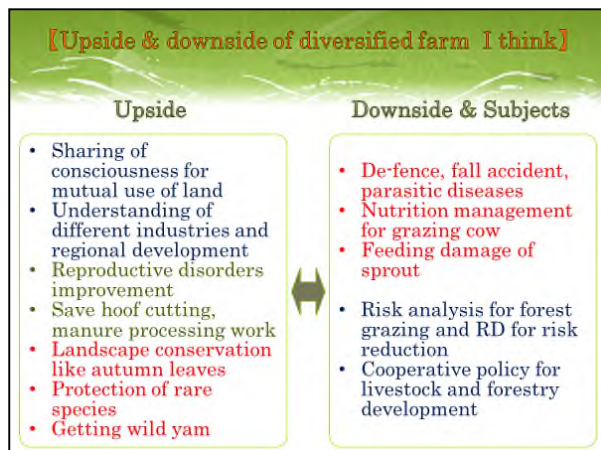 【Upside & downside of diversified farm I think】
Upside
• Sharing of
consciousness for
mutual use of land
• Understanding of
different industries and
regional development
• Reproductive disorders
improvement
• Save hoof cutting,
manure processing work
• Landscape conservation
like autumn leaves
• Protection of rare
species
• Getting wild yam
Downside & Subjects
• De-fence, fall accident,
parasitic diseases
• Nutrition management
for grazing cow
• Feeding damage of
sprout
• Risk analysis for forest
grazing and RD for risk
reduction
• Cooperative policy for
livestock and forestry
development